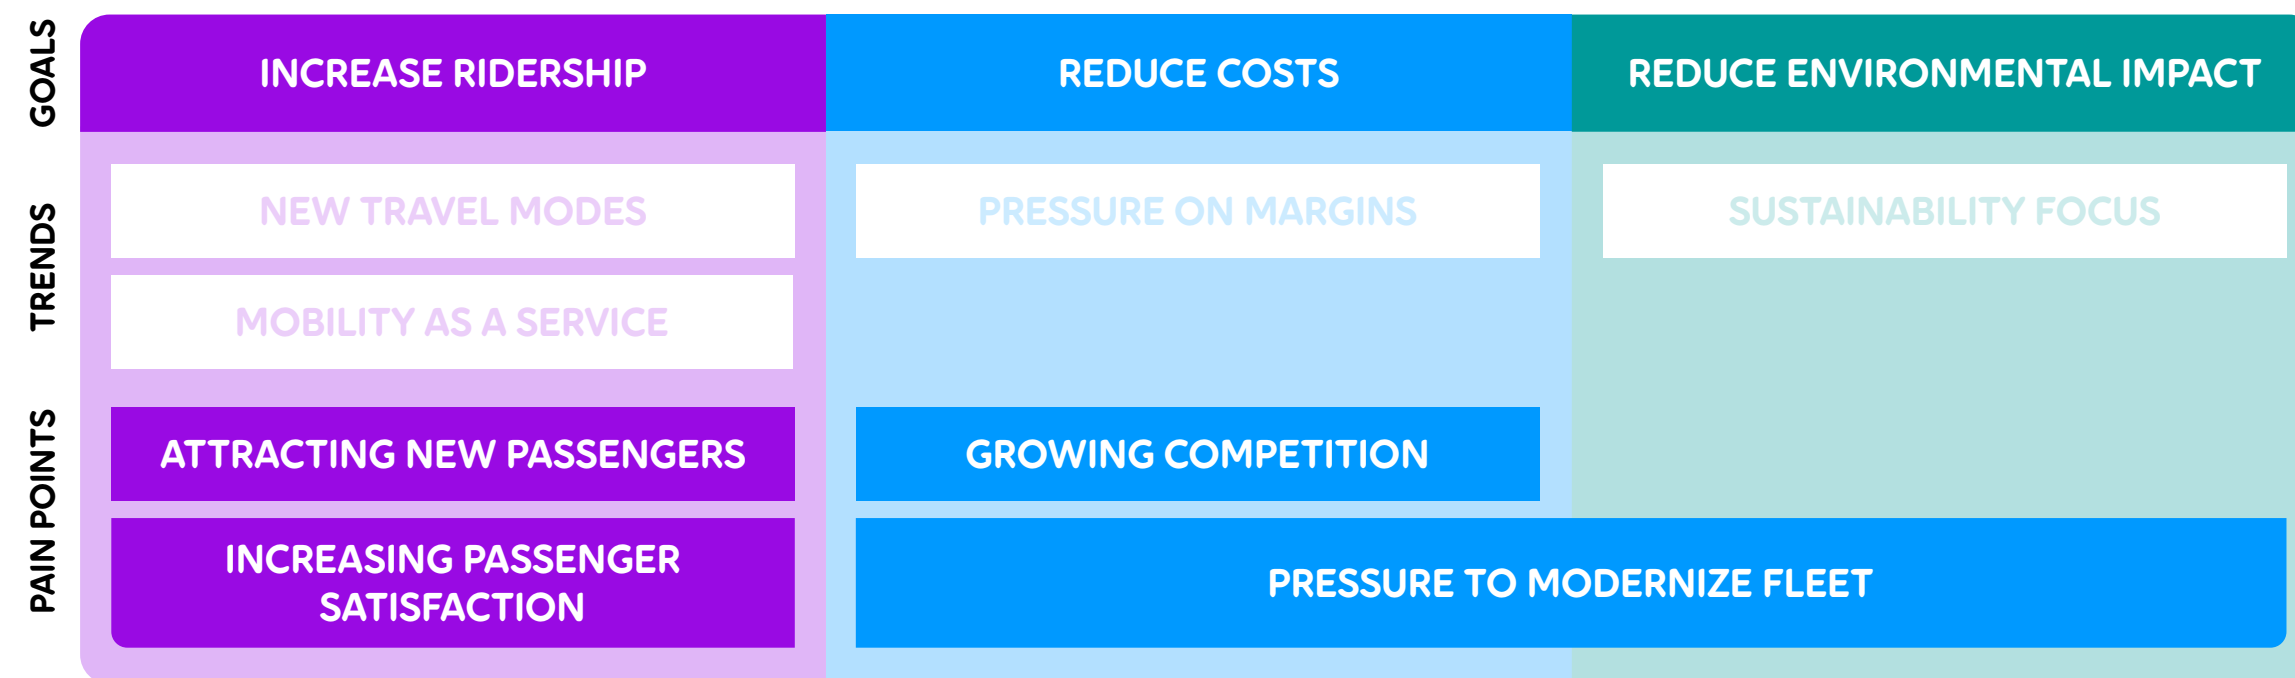 GOALS
INCREASE RIDERSHIP
REDUCE COSTS
REDUCE ENVIRONMENTAL IMPACT
TRENDS
NEW TRAVEL MODES
PRESSURE ON MARGINS
SUSTAINABILITY FOCUS
MOBILITY AS A SERVICE
PAIN POINTS
ATTRACTING NEW PASSENGERS
GROWING COMPETITION
INCREASING PASSENGER
SATISFACTION
PRESSURE TO MODERNIZE FLEET